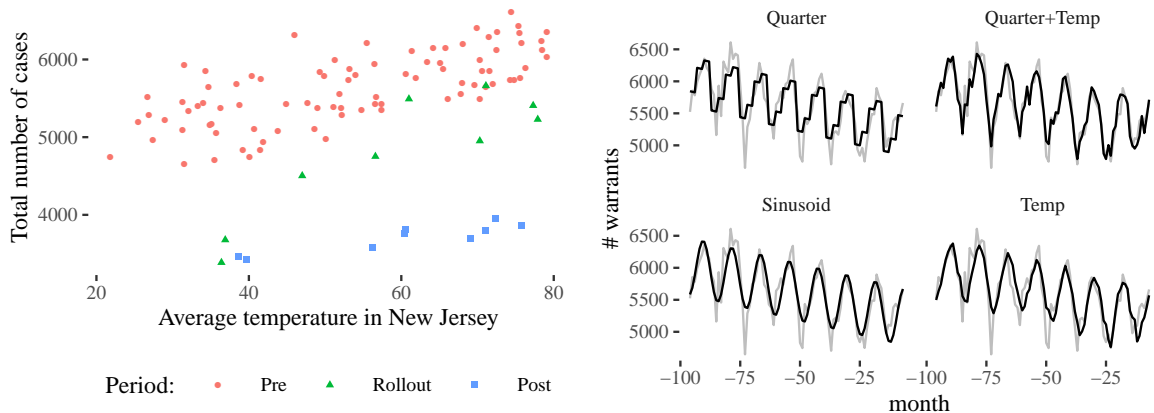 Total number of cases
6000
5000
4000
20
40
60
80
Average temperature in New Jersey
Period:
Pre
Rollout
Post
# warrants
Quarter
Quarter+Temp
6500
6000
5500
5000
Sinusoid
Temp
6500
6000
5500
5000
−100
−75
−50
−25
−100
−75
−50
−25
month